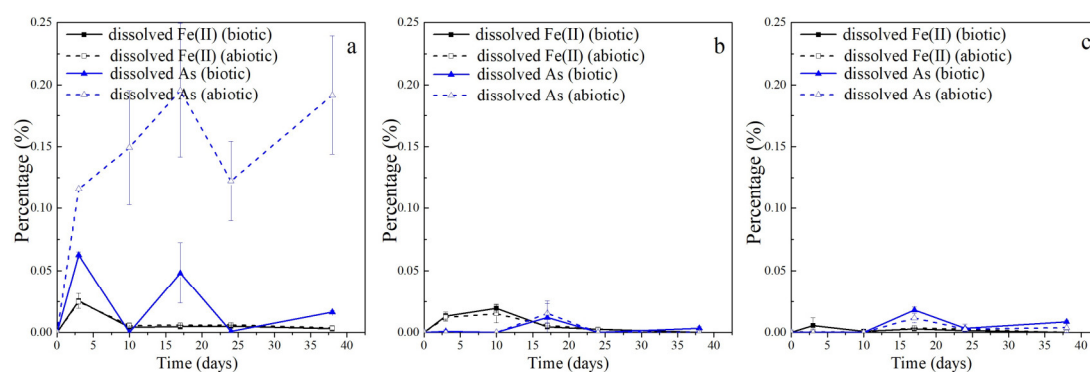 0.25
0.20
0.15
0.10
0.05
0.00
Percentage (%)
dissolved Fe(II) (biotic)
dissolved Fe(II) (abiotic)
dissolved As (biotic)
dissolved As (abiotic)
a
0 5 10 15 20 25 30 35 40
Time (days)
0.25
0.20
0.15
0.10
0.05
0.00
Percentage (%)
dissolved Fe(II) (biotic)
dissolved Fe(II) (abiotic)
dissolved As (biotic)
dissolved As (abiotic)
b
0 5 10 15 20 25 30 35 40
Time (days)
0.25
0.20
0.15
0.10
0.05
0.00
Percentage (%)
dissolved Fe(II) (biotic)
dissolved Fe(II) (abiotic)
dissolved As (biotic)
dissolved As (abiotic)
c
0 5 10 15 20 25 30 35 40
Time (days)